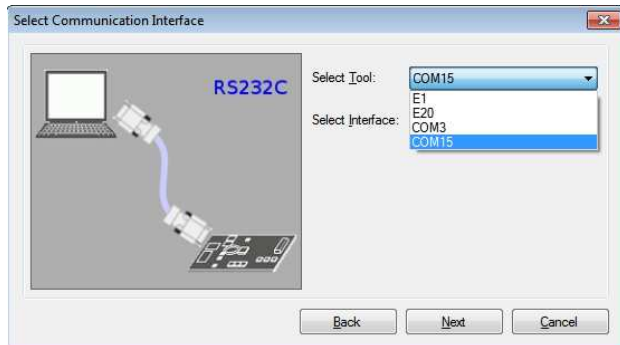 Select Communication Interface
RS232C
Select Tool:
COM15
E1
E20
COM3
COM15
Select Interface:
Back
Next
Cancel